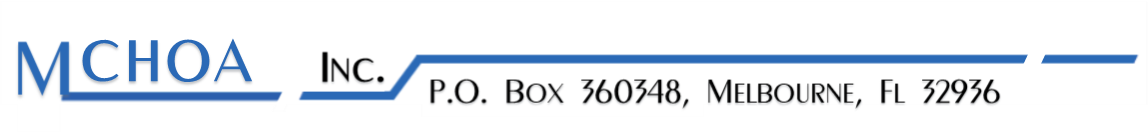 MCHOA Inc.
P.O. Box 360348, Melbourne, Fl 32936